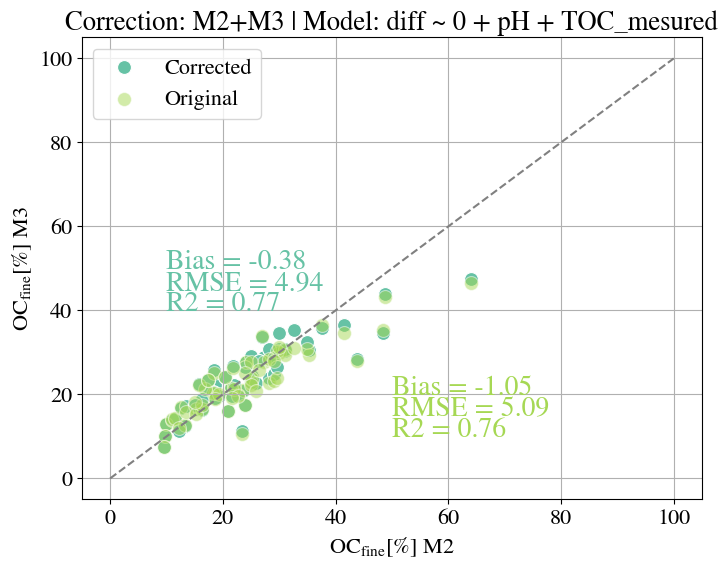 Correction: M2+M3 | Model: diff ~ 0 + pH + TOC_mesured
Corrected
Original
100
80
60
40
20
0
OC_fine[%] M3
Bias = -0.38
RMSE = 4.94
R2 = 0.77
Bias = -1.05
RMSE = 5.09
R2 = 0.76
0 20 40 60 80 100
OC_fine[%] M2